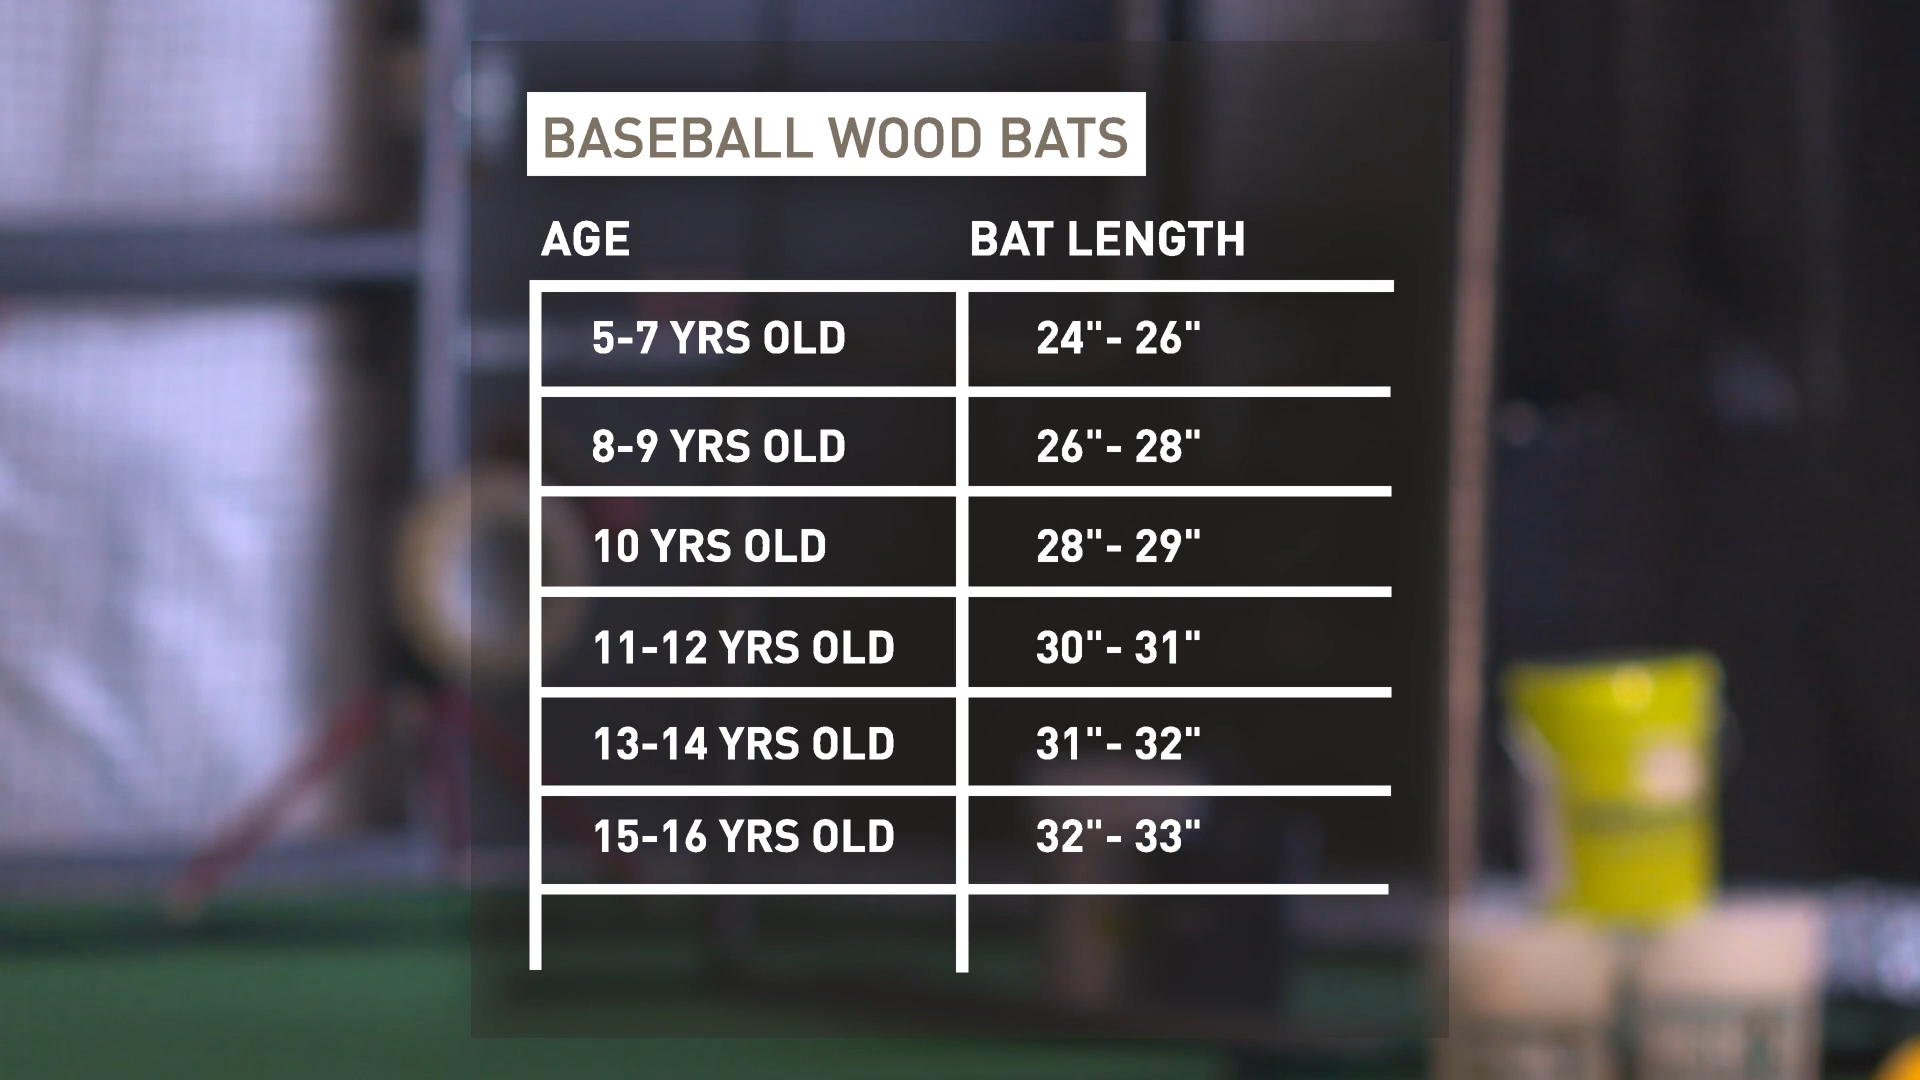 BASEBALL WOOD BATS
AGE BAT LENGTH
5-7 YRS OLD 24"- 26"
8-9 YRS OLD 26"- 28"
10 YRS OLD 28"- 29"
11-12 YRS OLD 30"- 31"
13-14 YRS OLD 31"- 32"
15-16 YRS OLD 32"- 33"